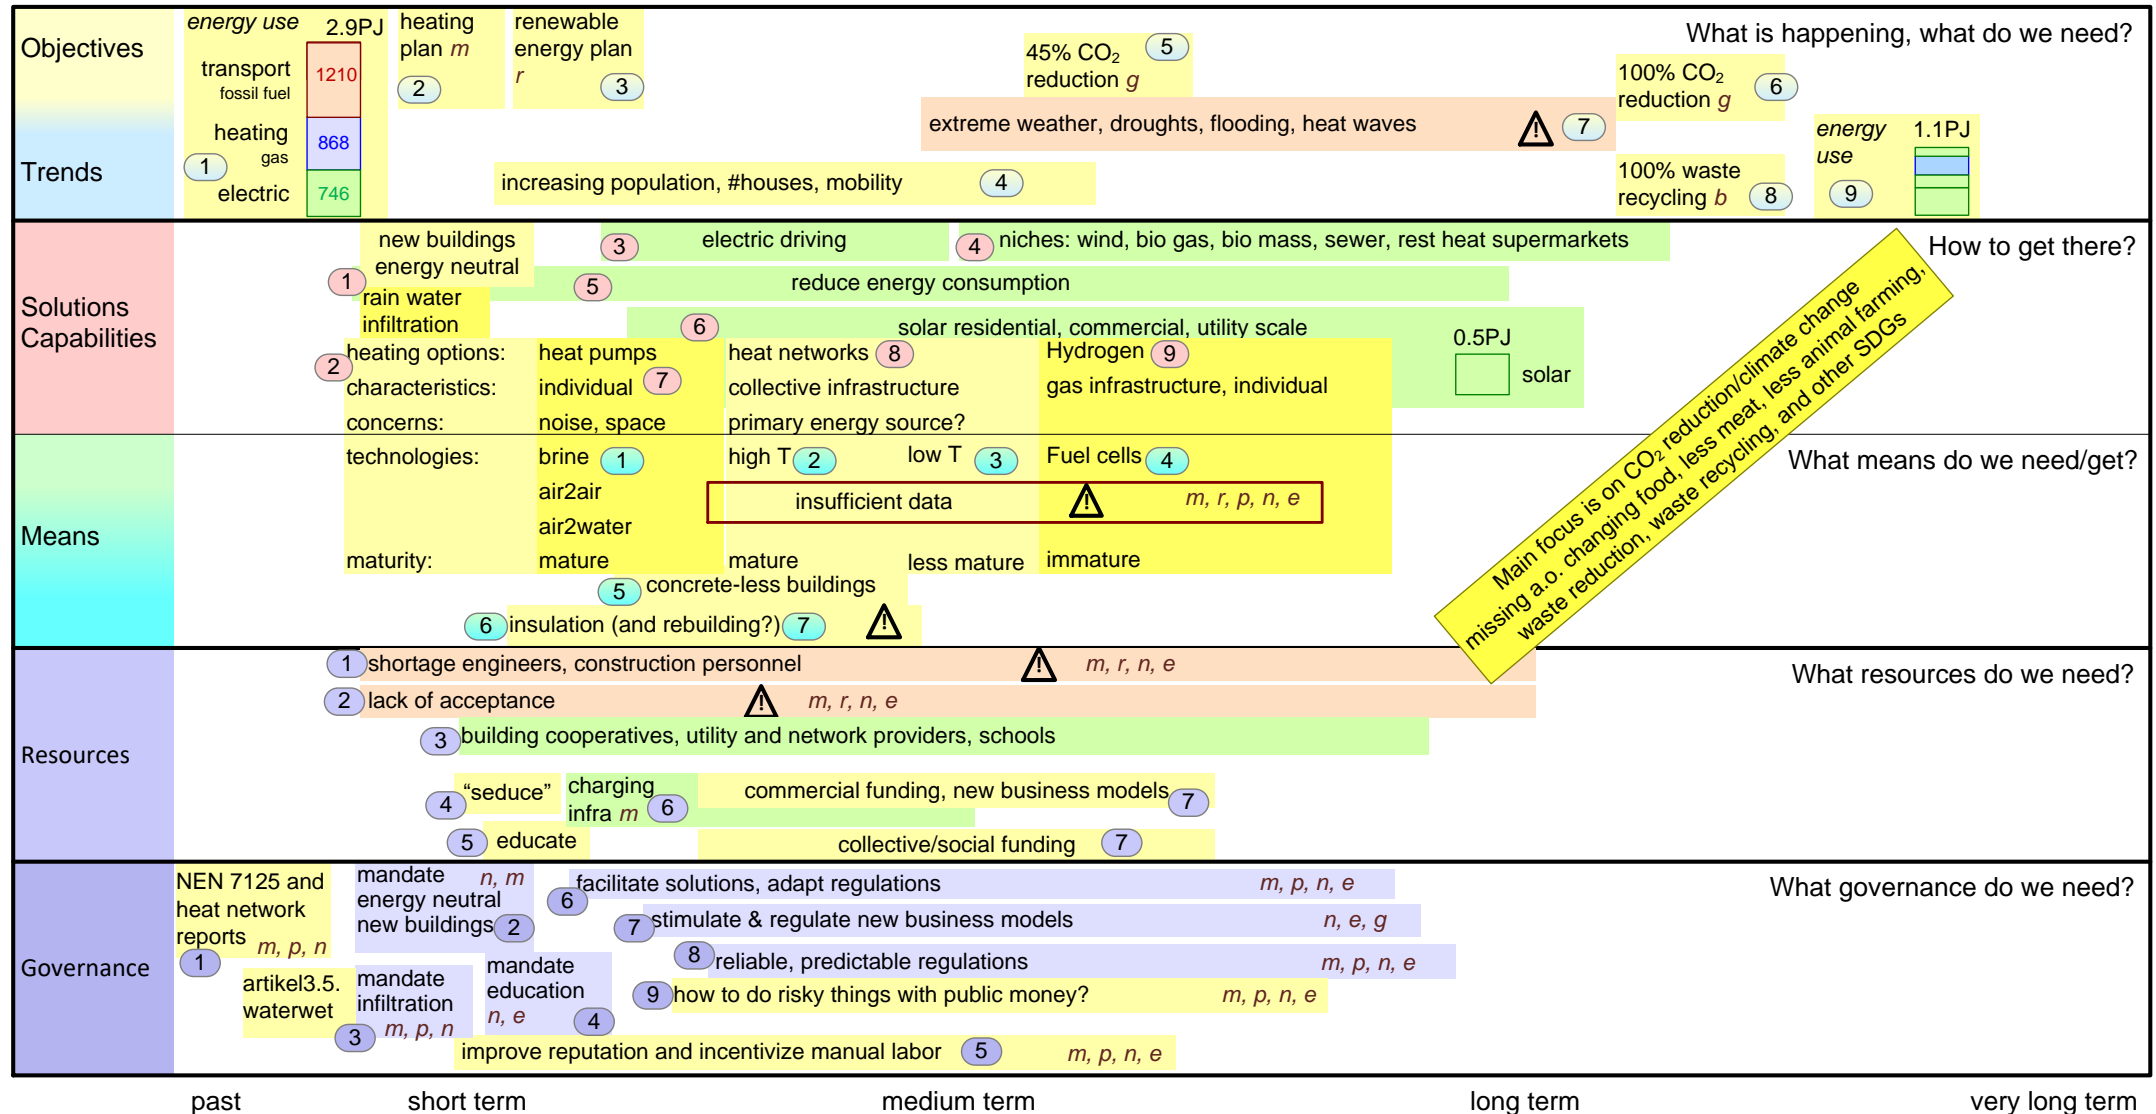 Objectives
Trends
energy use
2.9PJ
transport
fossil fuel
1210
heating
gas
868
1
electric
746
heating
plan m
2
renewable
energy plan
r
3
increasing population, #houses, mobility
4
45% CO₂
reduction g
5
What is happening, what do we need?
100% CO₂
reduction g
6
extreme weather, droughts, flooding, heat waves
!
7
100% waste
recycling b
8
energy
use
1.1PJ
9
Solutions
Capabilities
How to get there?
new buildings
energy neutral
1
rain water
infiltration
3
electric driving
4
niches: wind, bio gas, bio mass, sewer, rest heat supermarkets
5
reduce energy consumption
6
solar residential, commercial, utility scale
0.5PJ
solar
2
heating options:
heat pumps
heat networks
8
Hydrogen
9
characteristics:
individual
7
collective infrastructure
gas infrastructure, individual
concerns:
noise, space
primary energy source?
Main focus is on CO₂ reduction/climate change
missing a.o. changing food, less meat, less animal farming,
waste reduction, waste recycling, and other SDGs
Means
What means do we need/get?
technologies:
brine
1
high T
2
low T
3
Fuel cells
4
air2air
insufficient data
!
m, r, p, n, e
air2water
maturity:
mature
mature
less mature
immature
5
concrete-less buildings
6
insulation (and rebuilding?)
7
!
Resources
What resources do we need?
1
shortage engineers, construction personnel
!
m, r, n, e
2
lack of acceptance
!
m, r, n, e
3
building cooperatives, utility and network providers, schools
4
“seduce”
charging
infra m
6
commercial funding, new business models
7
5
educate
collective/social funding
7
Governance
What governance do we need?
NEN 7125 and
heat network
reports
m, p, n
1
mandate
n, m
energy neutral
new buildings
2
6
facilitate solutions, adapt regulations
m, p, n, e
7
stimulate & regulate new business models
n, e, g
8
reliable, predictable regulations
m, p, n, e
artikel3.5.
waterwet
mandate
infiltration
3
m, p, n
mandate
education
n, e
4
9
how to do risky things with public money?
m, p, n, e
improve reputation and incentivize manual labor
5
m, p, n, e
past
short term
medium term
long term
very long term